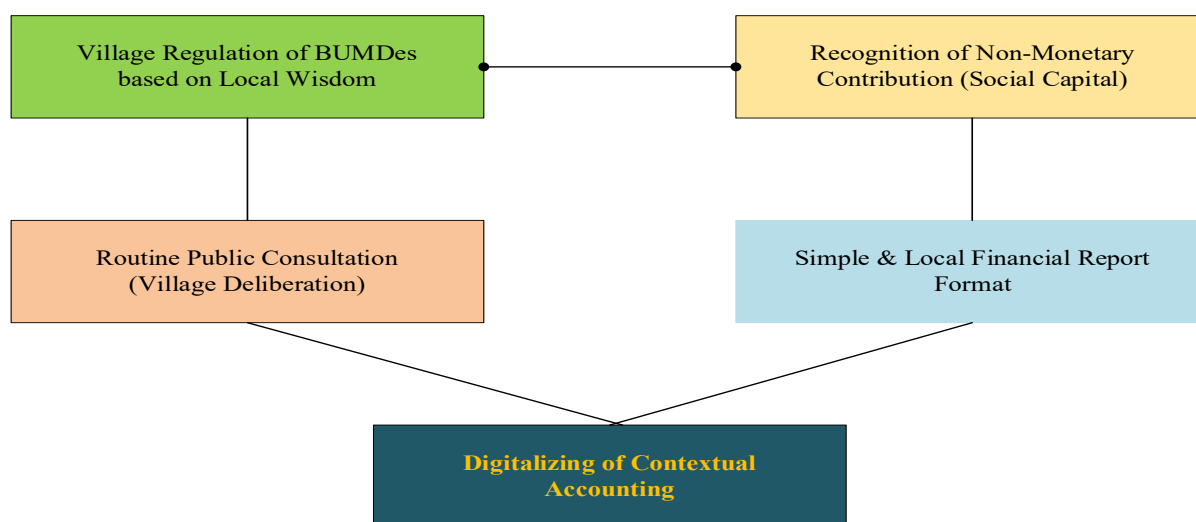 Village Regulation of BUMDes
based on Local Wisdom
Recognition of Non-Monetary
Contribution (Social Capital)
Routine Public Consultation
(Village Deliberation)
Simple & Local Financial Report
Format
Digitalizing of Contextual
Accounting